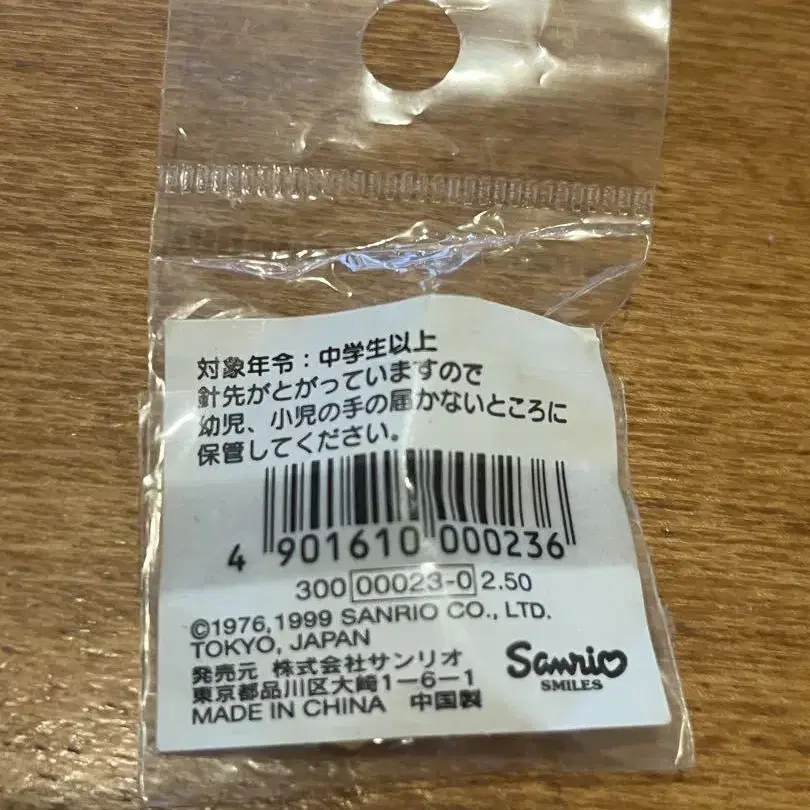 対象年令：中学生以上
針先がとがっていますので
幼児、小児の手の届かないところに
保管してください。
4 901610 000236
300 00023-0 2.50
©1976,1999 SANRIO CO., LTD.
TOKYO, JAPAN
発売元 株式会社サンリオ
東京都品川区大崎1-6-1
MADE IN CHINA 中国製
Sanrio
SMILES